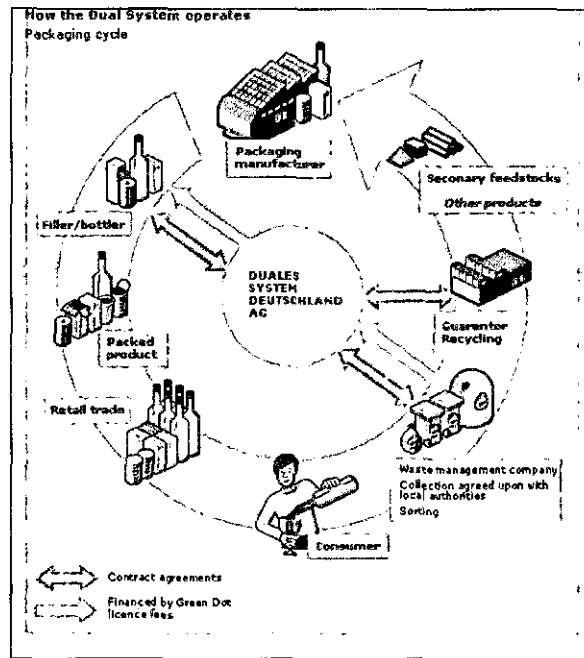 How the Dual System operates
Packaging cycle
Packaging
manufacturer
Seconary feedstocks
Other products
Filler/bottler
DUALES
SYSTEM
DEUTSCHLAND
AG
Guarantor
Recycling
Packed
product
Retail trade
Waste management company
Collection agreed upon with
local authorities
Sorting
Consumer
Contract agreements
Financed by Green Dot
licence fees